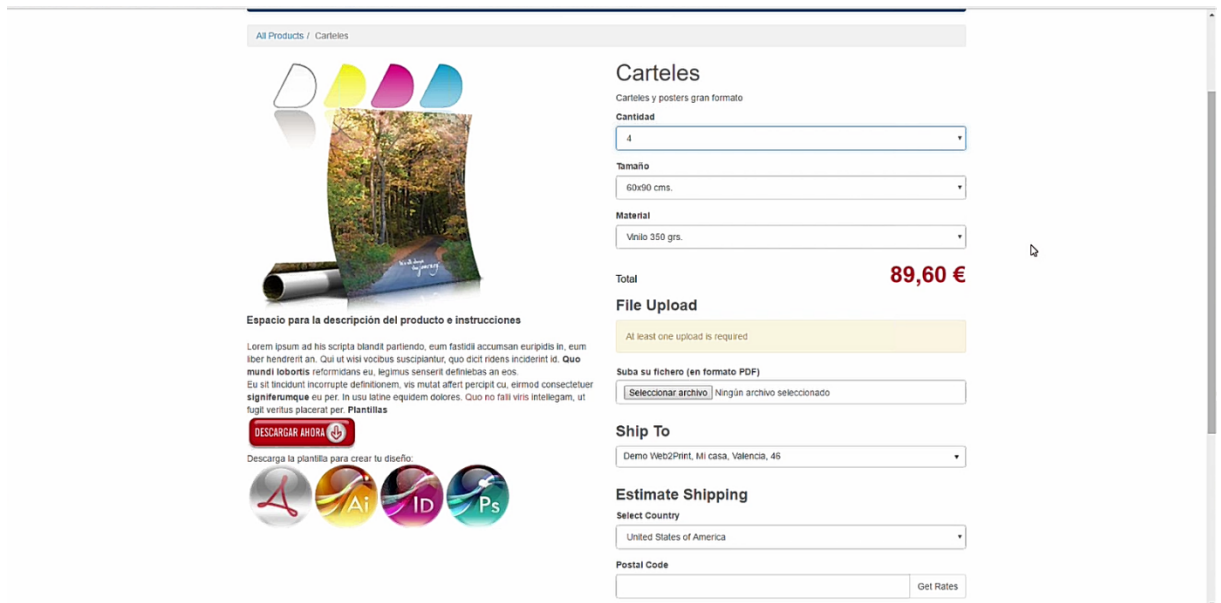 All Products / Carteles
Carteles
Carteles y posters gran formato
Cantidad
4
Tamaño
60x90 cms.
Material
Vinilo 350 grs.
Total
89,60 €
File Upload
At least one upload is required
Suba su fichero (en formato PDF)
Seleccionar archivo Ningún archivo seleccionado
Ship To
Demo Web2Print, Mi casa, Valencia, 46
Estimate Shipping
Select Country
United States of America
Postal Code
Get Rates
Espacio para la descripción del producto e instrucciones
Lorem ipsum ad his scripta blandit partiendo, eum fastidii accumsan euripidis in, eum
liber hendrerit an. Qui ut wisi vocibus suscipiantur, quo dicit ridens inciderint id. Quo
mundi lobortis reformidans eu, legimus senserit definiebas an eos.
Eu sit tincidunt incorrupte definitionem, vis mutat affert percipit cu, eirmod consectetuer
signiferumque eu per. In usu latine equidem dolores. Quo no falli viris intellegam, ut
fugit veritus placerat per. Plantillas
DESCARGAR AHORA
Descarga la plantilla para crear tu diseño:
Ai
ID
Ps